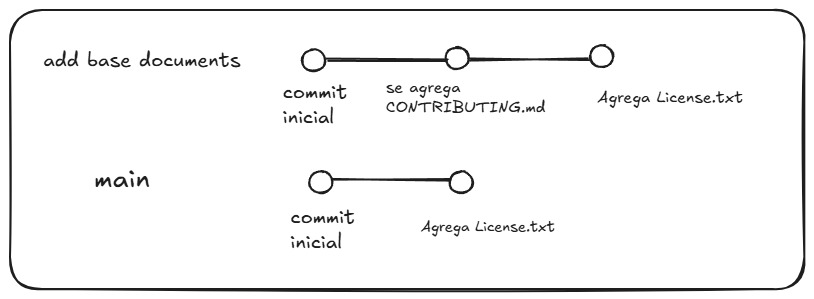 add base documents
commit
inicial
se agrega
CONTRIBUTING.md
Agrega License.txt
main
commit
inicial
Agrega License.txt